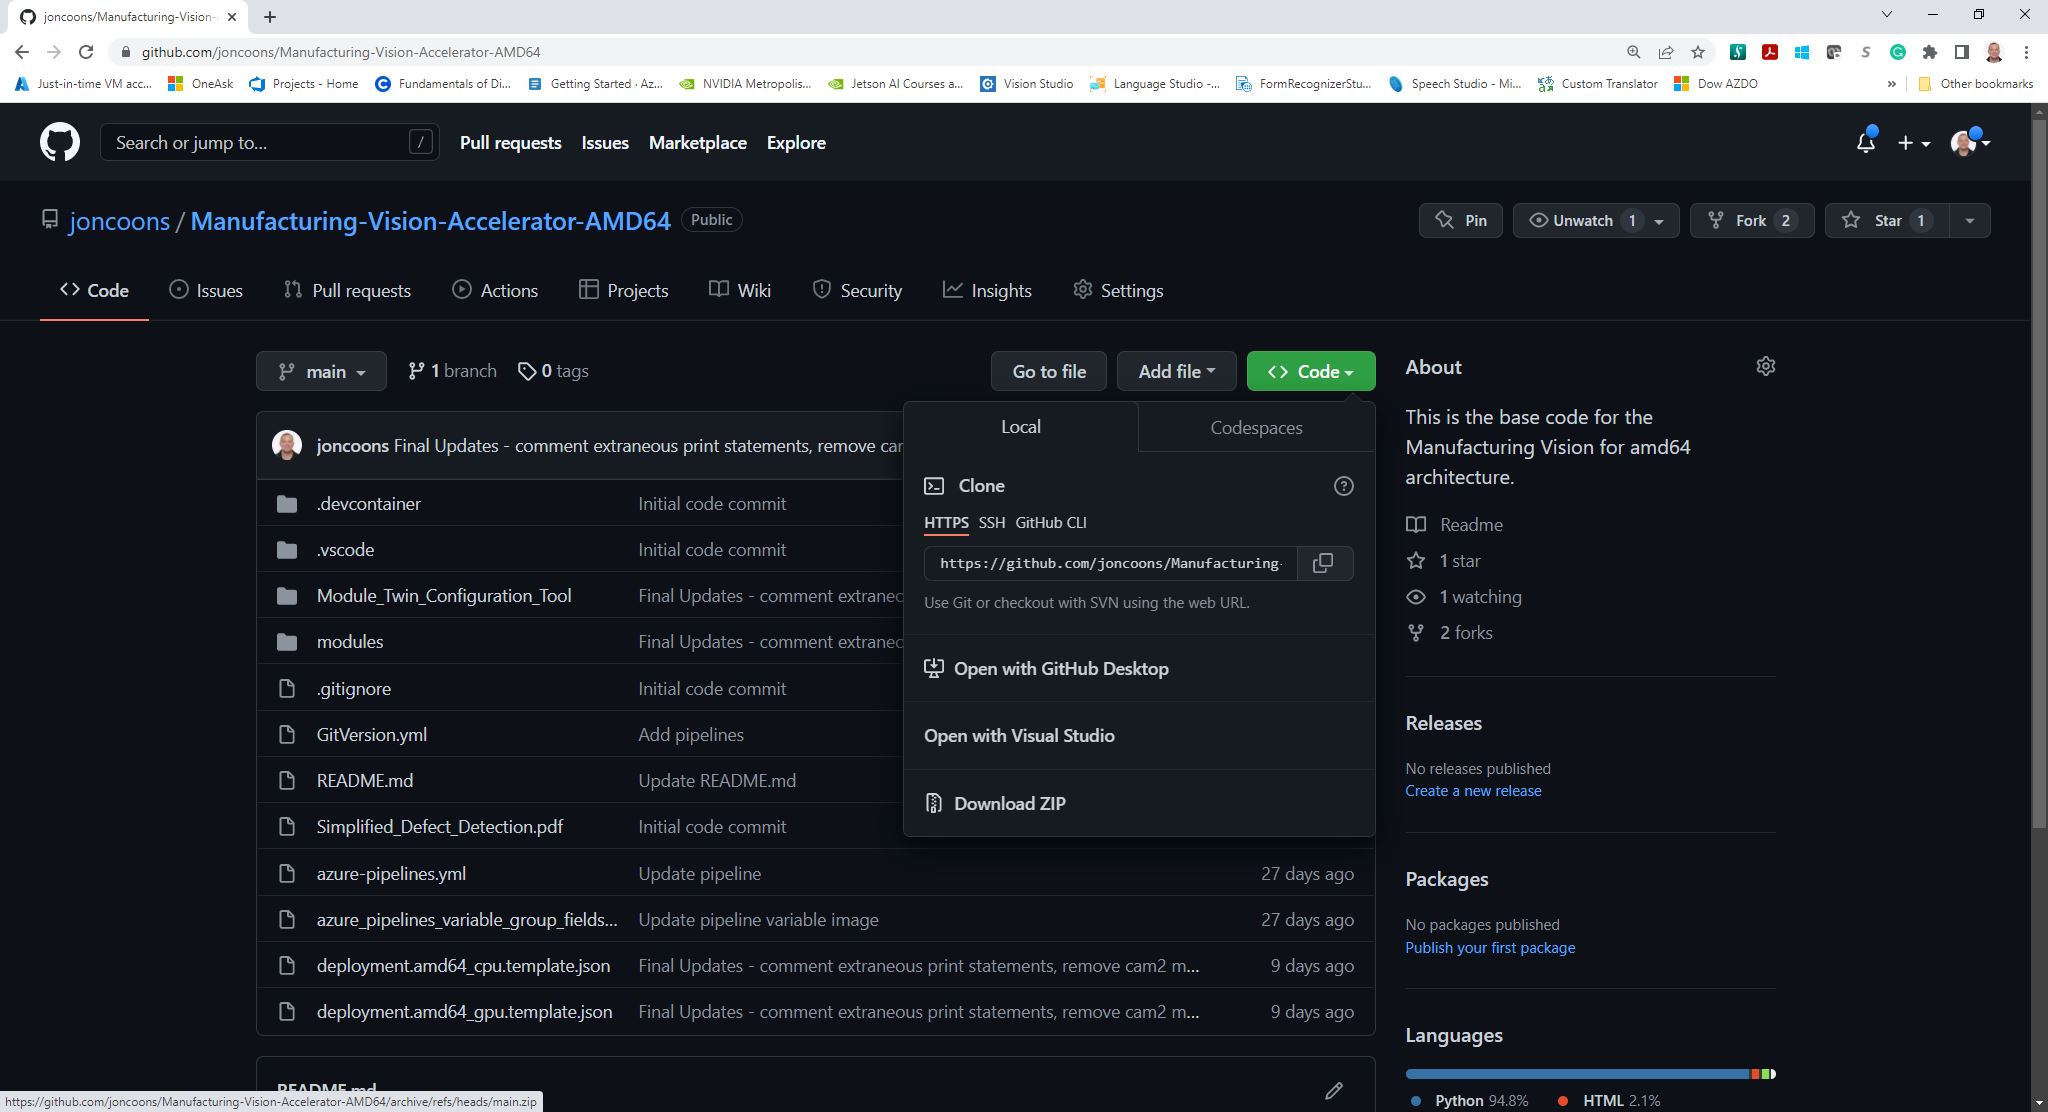 joncoons/Manufacturing-Vision-
github.com/joncoons/Manufacturing-Vision-Accelerator-AMD64
Just-in-time VM acc... OneAsk Projects - Home Fundamentals of Di... Getting Started · Az... NVIDIA Metropolis... Jetson AI Courses a... Vision Studio Language Studio -... FormRecognizerStu... Speech Studio - Mi... Custom Translator Dow AZDO » Other bookmarks
Search or jump to... / Pull requests Issues Marketplace Explore
joncoons / Manufacturing-Vision-Accelerator-AMD64 Public
Pin Unwatch 1 Fork 2 Star 1
Code Issues Pull requests Actions Projects Wiki Security Insights Settings
main 1 branch 0 tags
Go to file Add file Code
joncoons Final Updates - comment extraneous print statements, remove car
.devcontainer Initial code commit
.vscode Initial code commit
Module_Twin_Configuration_Tool Final Updates - comment extraneo
modules Final Updates - comment extraneo
.gitignore Initial code commit
GitVersion.yml Add pipelines
README.md Update README.md
Simplified_Defect_Detection.pdf Initial code commit
azure-pipelines.yml Update pipeline 27 days ago
azure_pipelines_variable_group_fields... Update pipeline variable image 27 days ago
deployment.amd64_cpu.template.json Final Updates - comment extraneous print statements, remove cam2 m... 9 days ago
deployment.amd64_gpu.template.json Final Updates - comment extraneous print statements, remove cam2 m... 9 days ago
README.md
Local Codespaces
Clone
HTTPS SSH GitHub CLI
https://github.com/joncoons/Manufacturing-
Use Git or checkout with SVN using the web URL.
Open with GitHub Desktop
Open with Visual Studio
Download ZIP
About
This is the base code for the
Manufacturing Vision for amd64
architecture.
Readme
1 star
1 watching
2 forks
Releases
No releases published
Create a new release
Packages
No packages published
Publish your first package
Languages
Python 94.8% HTML 2.1%
https://github.com/joncoons/Manufacturing-Vision-Accelerator-AMD64/archive/refs/heads/main.zip